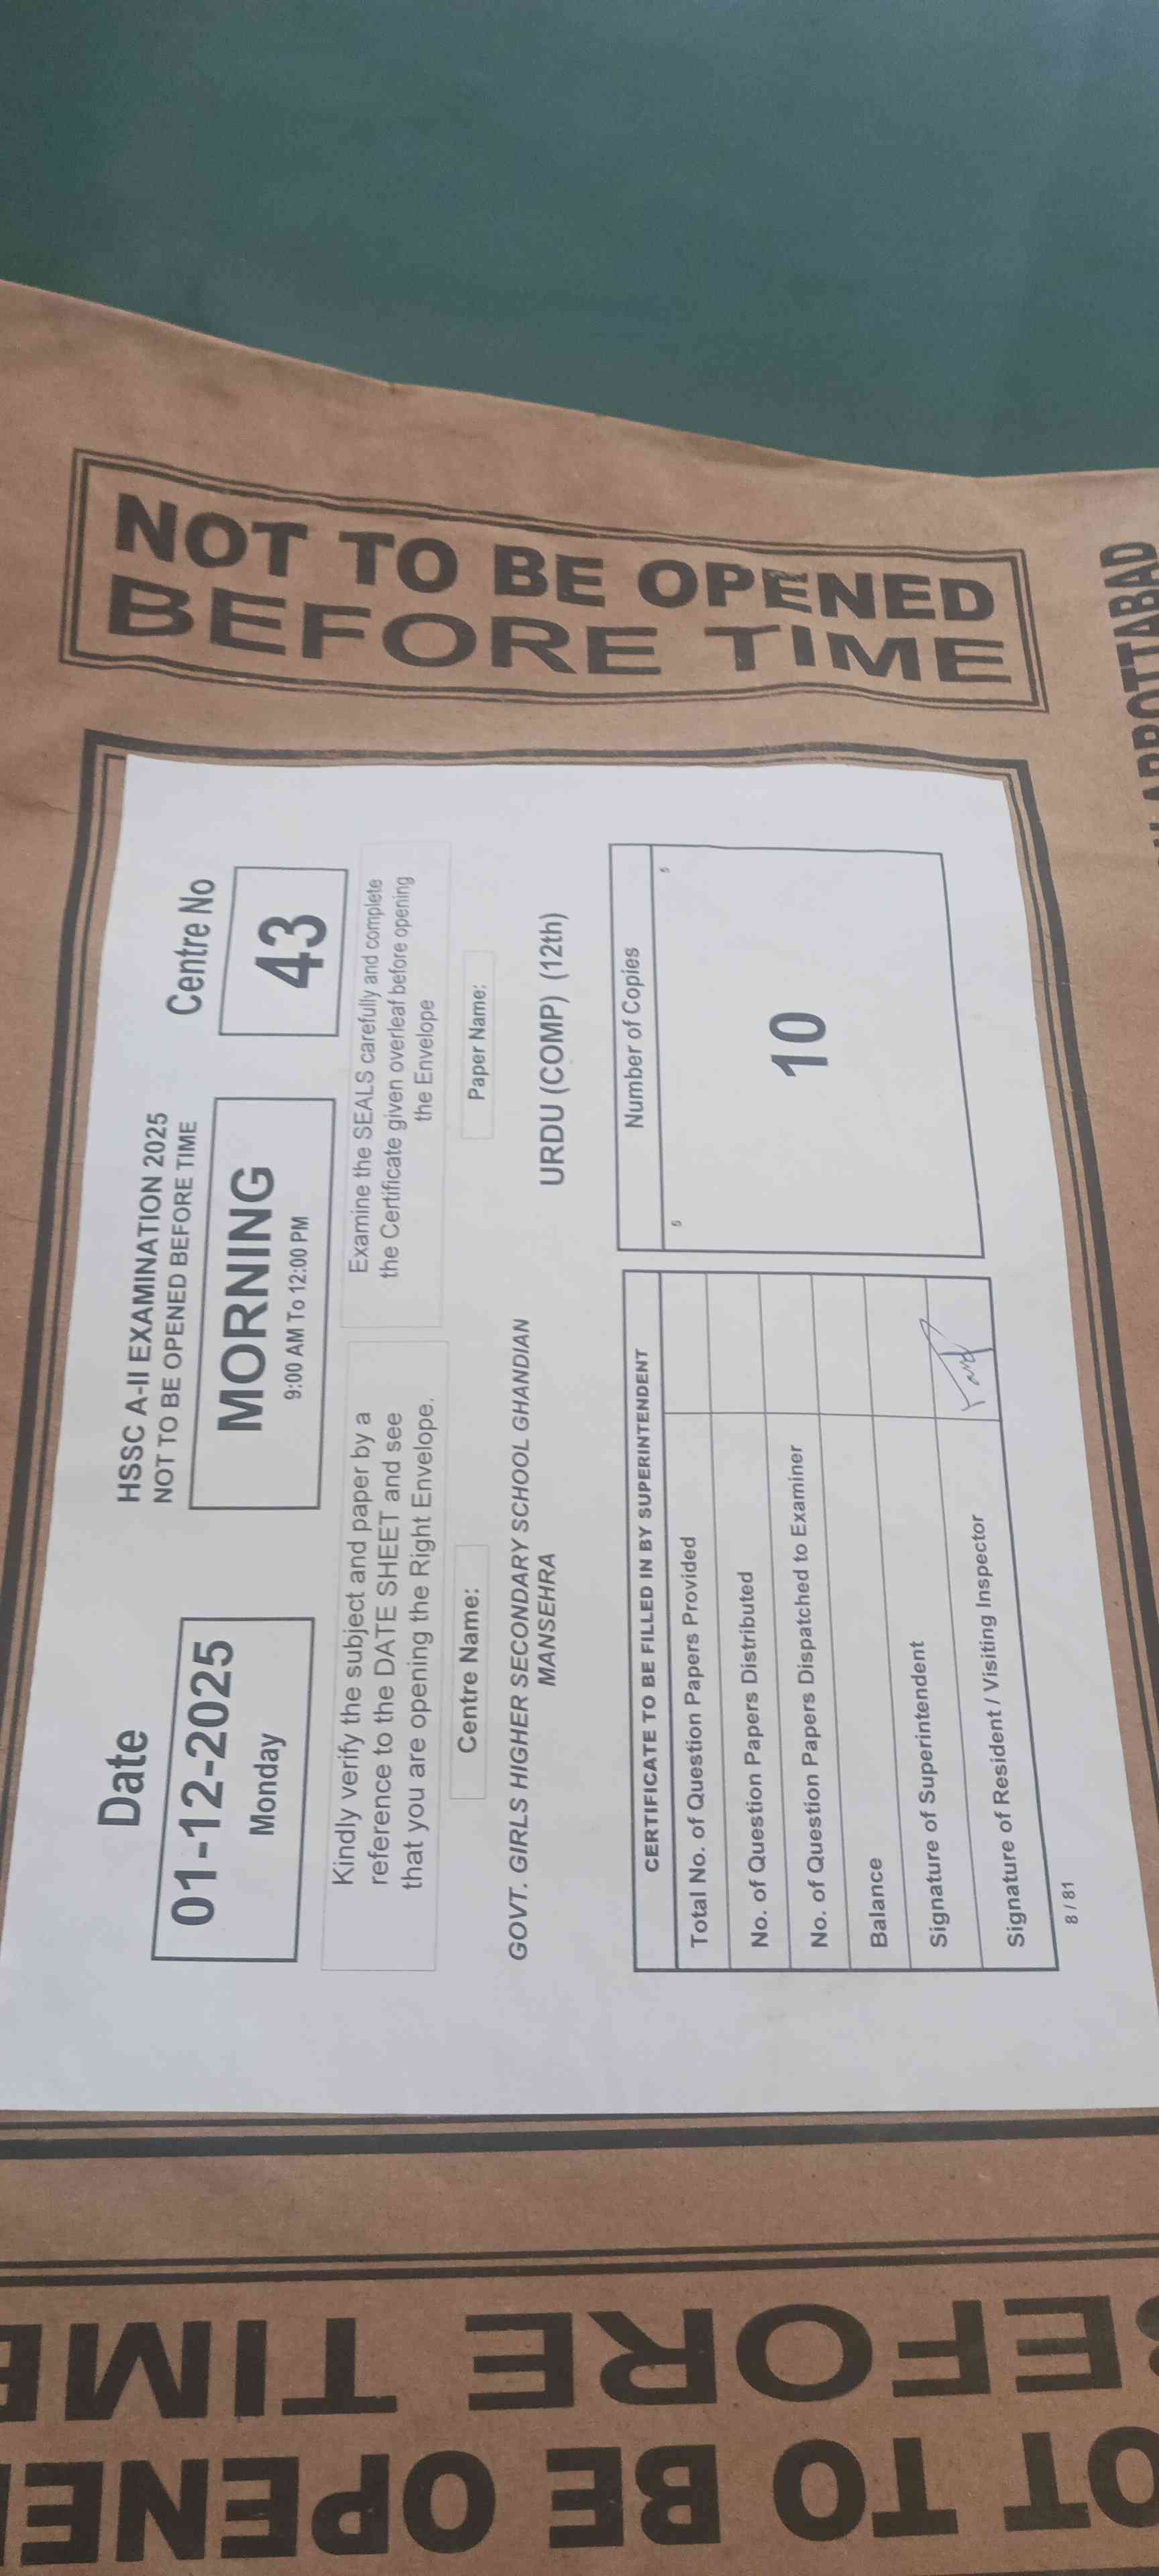 NOT TO BE OPENED
BEFORE TIME
HSSC A-II EXAMINATION 2025
NOT TO BE OPENED BEFORE TIME
Date
01-12-2025
Monday
MORNING
9:00 AM To 12:00 PM
Centre No
43
Kindly verify the subject and paper by a
reference to the DATE SHEET and see
that you are opening the Right Envelope.
Examine the SEALS carefully and complete
the Certificate given overleaf before opening
the Envelope
Centre Name:
GOVT. GIRLS HIGHER SECONDARY SCHOOL GHANDIAN
MANSEHRA
Paper Name:
URDU (COMP) (12th)
CERTIFICATE TO BE FILLED IN BY SUPERINTENDENT
Total No. of Question Papers Provided
No. of Question Papers Distributed
No. of Question Papers Dispatched to Examiner
Balance
Signature of Superintendent
Signature of Resident / Visiting Inspector
Number of Copies
5 5
10
8 / 81
ABBOTTABAD
OT TO BE OPENE
EFORE TIME